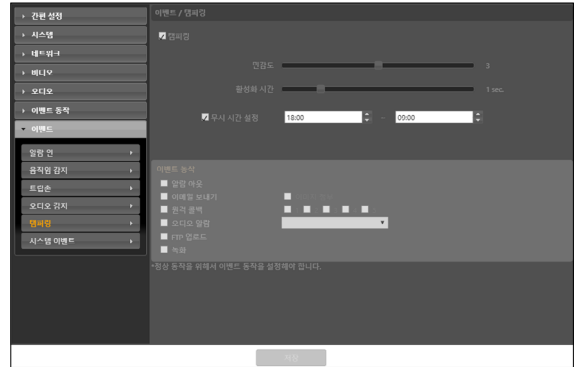 간편 설정
시스템
네트워크
비디오
오디오
이벤트 동작
이벤트
알람 인
움직임 감지
트립존
오디오 감지
탬퍼링
시스템 이벤트
이벤트 / 탬퍼링
탬퍼링
민감도 3
활성화 시간 1 sec.
무시 시간 설정 18:00 – 09:00
이벤트 동작
알람 아웃
이메일 보내기
원격 콜백
오디오 알람
FTP 업로드
녹화
*정상 동작을 위해서 이벤트 동작을 설정해야 합니다.
저장